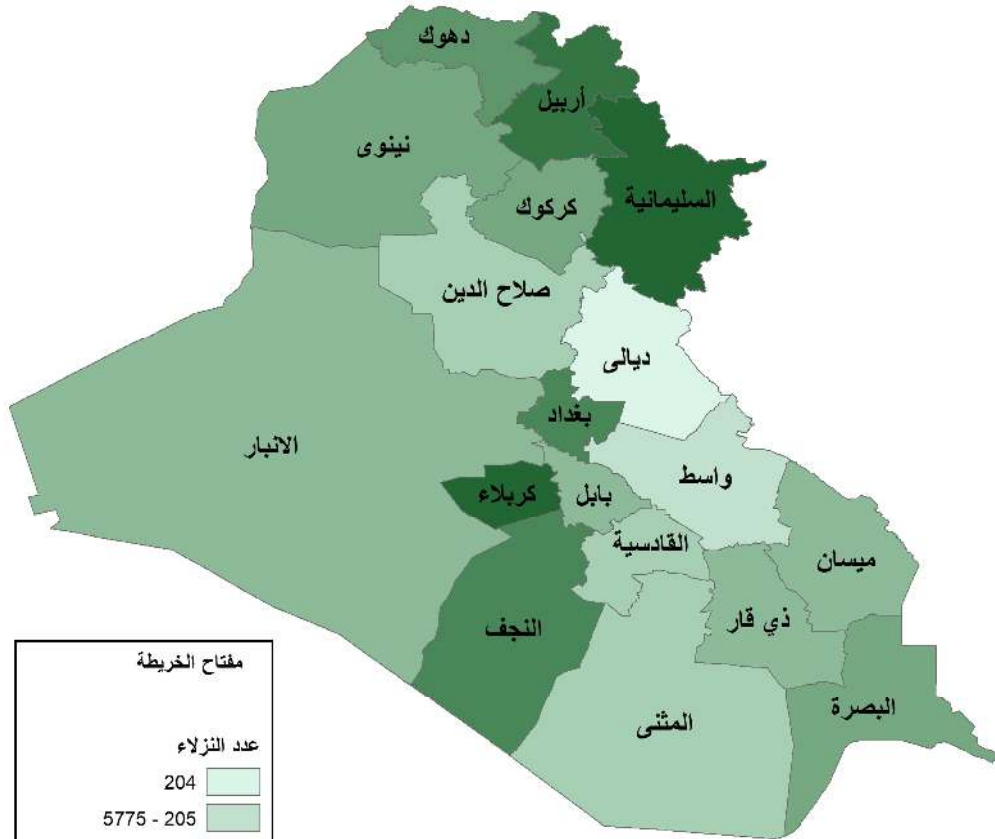 دهوك
أربيل
نينوى
السليمانية
كركوك
صلاح الدين
ديالى
بغداد
الانبار
واسط
كربلاء
بابل
القادسية
ميسان
النجف
ذي قار
المثنى
البصرة
مفتاح الخريطة
عدد النزلاء
204
205 - 5775